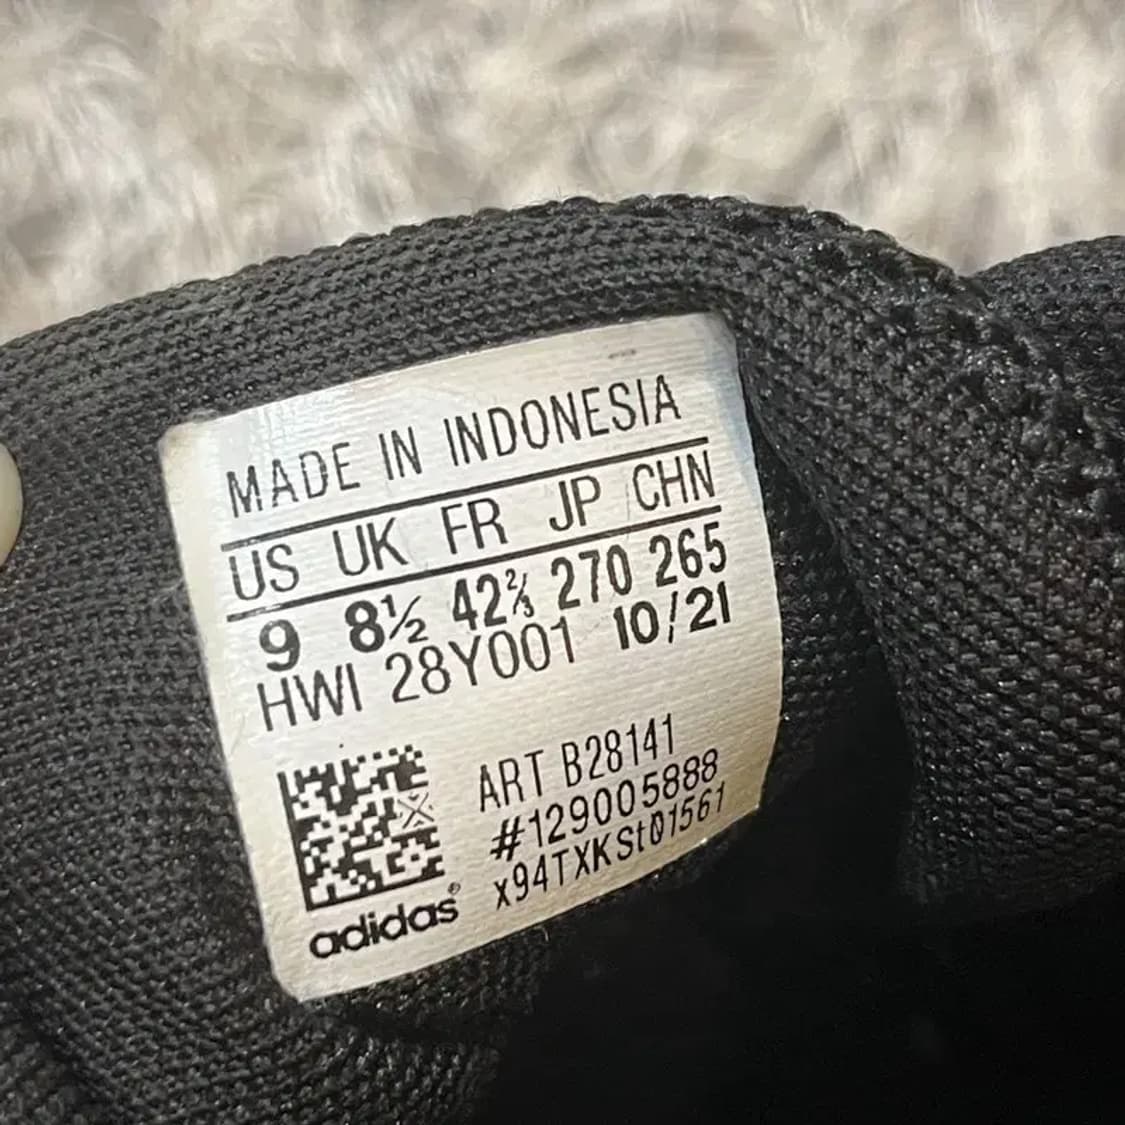 MADE IN INDONESIA
US UK FR JP CHN
9 8½ 42⅔ 270 265
HWI 28Y001 10/21
ART B28141
#129005888
x94TXKSt01561
adidas®